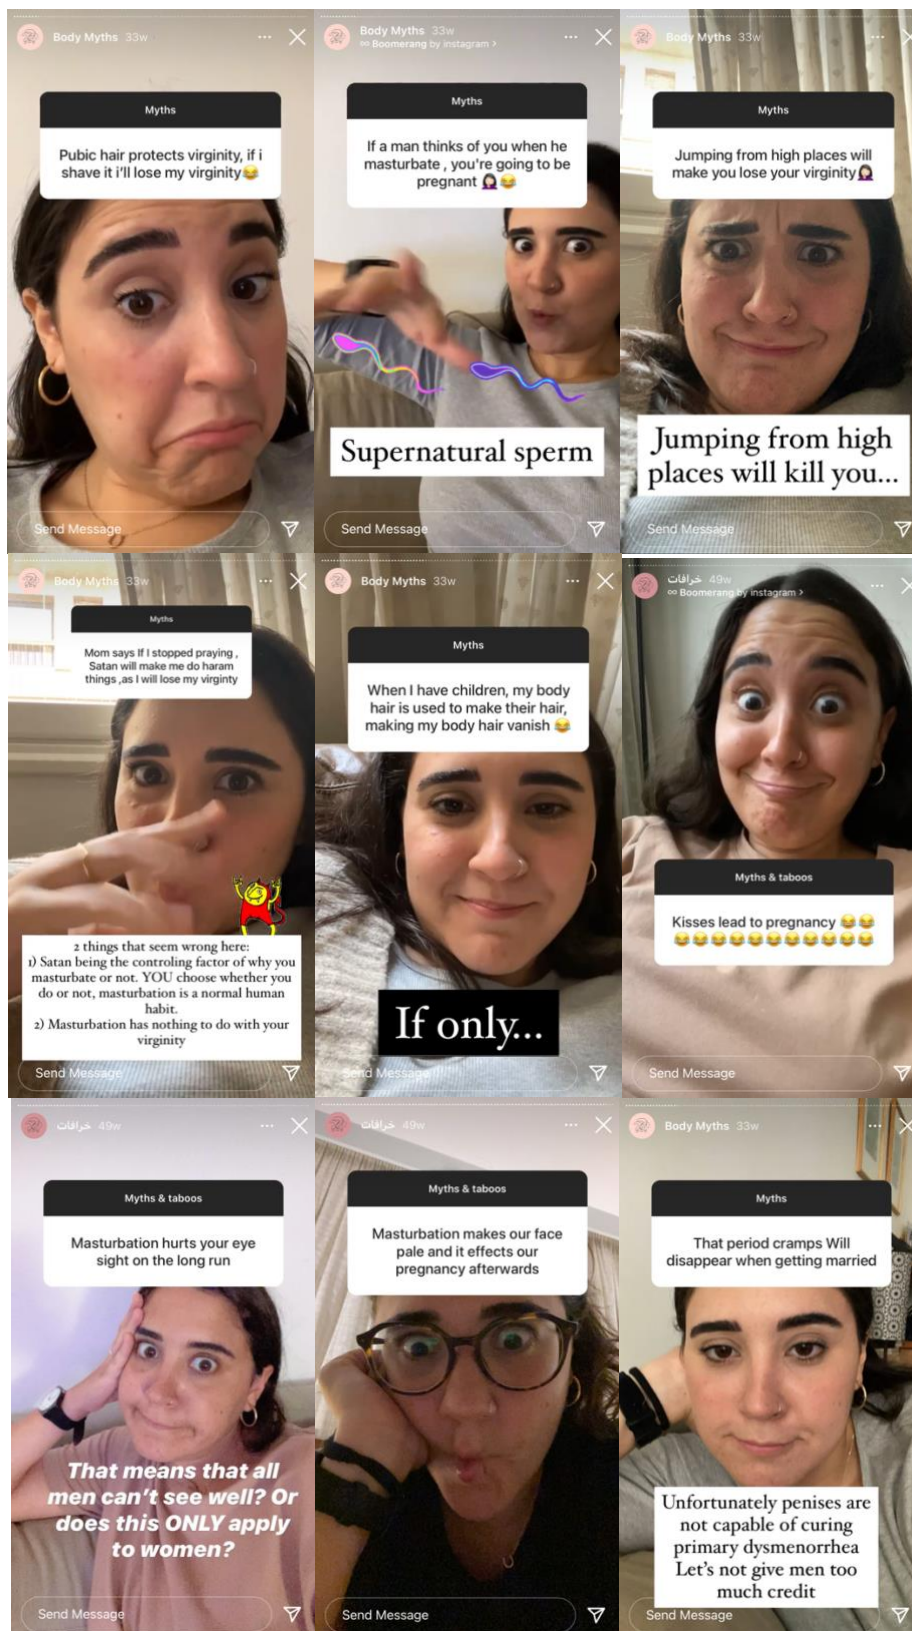 Body Myths 33w
Myths
Pubic hair protects virginity, if i
shave it i'll lose my virginity😂
Send Message
Body Myths 33w
∞ Boomerang by instagram >
Myths
If a man thinks of you when he
masturbate , you're going to be
pregnant 🤦🏻‍♀️😂
Supernatural sperm
Send Message
Body Myths 33w
Myths
Jumping from high places will
make you lose your virginity🤦🏻‍♀️
Jumping from high
places will kill you...
Send Message
Body Myths 33w
Myths
Mom says If I stopped praying ,
Satan will make me do haram
things ,as I will lose my virginty
2 things that seem wrong here:
1) Satan being the controling factor of why you
masturbate or not. YOU choose whether you
do or not, masturbation is a normal human
habit.
2) Masturbation has nothing to do with your
virginity
Send Message
Body Myths 33w
Myths
When I have children, my body
hair is used to make their hair,
making my body hair vanish 😂
If only...
Send Message
خرافات 49w
∞ Boomerang by instagram >
Myths & taboos
Kisses lead to pregnancy 😂😂
😂😂😂😂😂😂😂😂😂😂😂
Send Message
خرافات 49w
Myths & taboos
Masturbation hurts your eye
sight on the long run
That means that all
men can't see well? Or
does this ONLY apply
to women?
Send Message
خرافات 49w
Myths & taboos
Masturbation makes our face
pale and it effects our
pregnancy afterwards
Send Message
Body Myths 33w
Myths
That period cramps Will
disappear when getting married
Unfortunately penises are
not capable of curing
primary dysmenorrhea
Let's not give men too
much credit
Send Message